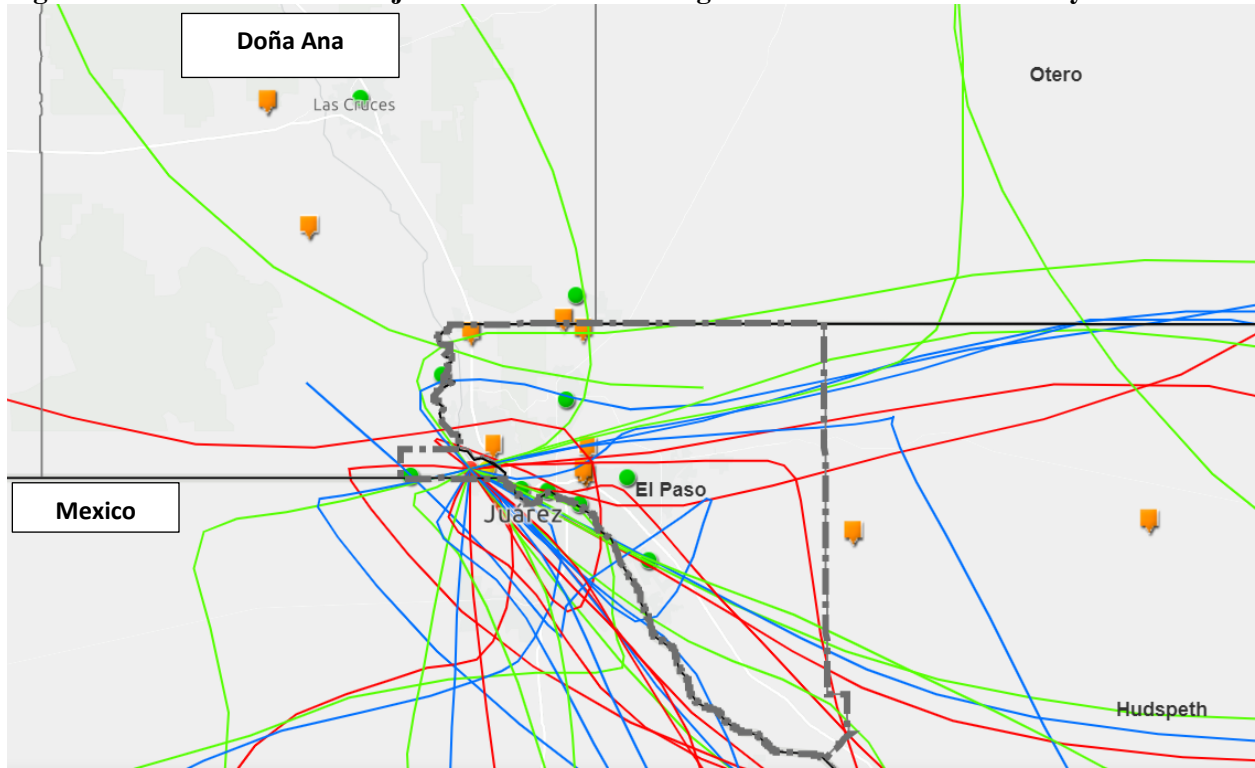 Doña Ana
Otero
Las Cruces
El Paso
Mexico
Juárez
Hudspeth